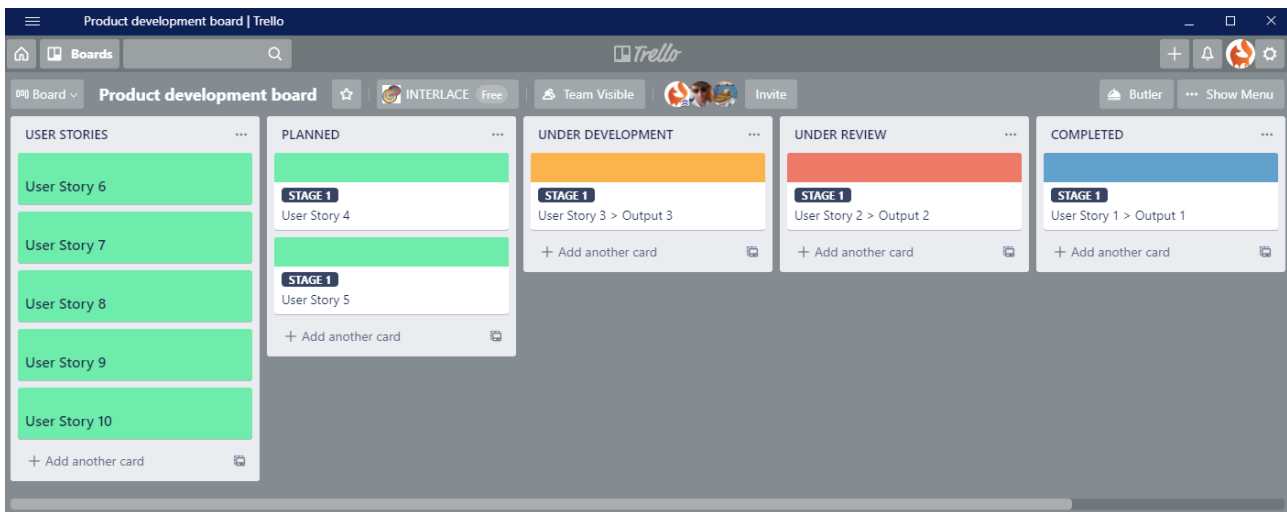 Product development board | Trello
Boards
Trello
Board
Product development board
INTERLACE Free
Team Visible
Invite
Butler
Show Menu
USER STORIES
User Story 6
User Story 7
User Story 8
User Story 9
User Story 10
+ Add another card
PLANNED
STAGE 1
User Story 4
STAGE 1
User Story 5
+ Add another card
UNDER DEVELOPMENT
STAGE 1
User Story 3 > Output 3
+ Add another card
UNDER REVIEW
STAGE 1
User Story 2 > Output 2
+ Add another card
COMPLETED
STAGE 1
User Story 1 > Output 1
+ Add another card